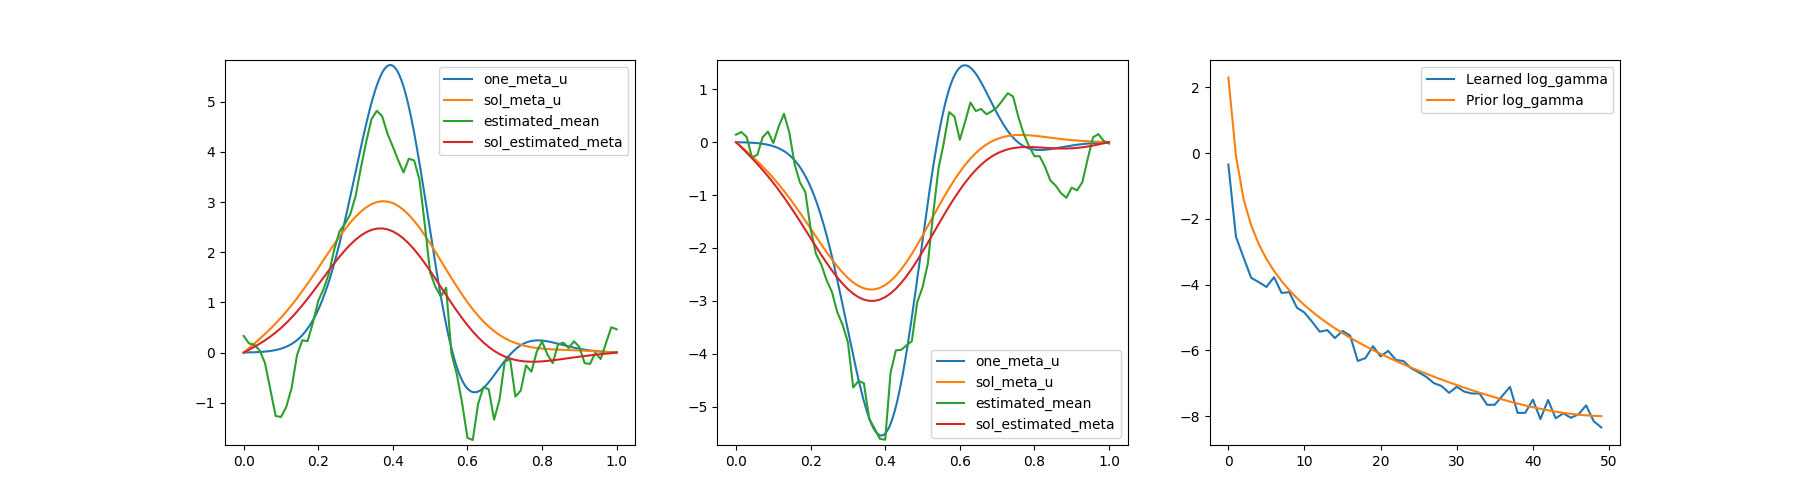 one_meta_u
sol_meta_u
estimated_mean
sol_estimated_meta
5
4
3
2
1
0
−1
0.0 0.2 0.4 0.6 0.8 1.0
1
0
−1
−2
−3
−4
−5
one_meta_u
sol_meta_u
estimated_mean
sol_estimated_meta
0.0 0.2 0.4 0.6 0.8 1.0
Learned log_gamma
Prior log_gamma
2
0
−2
−4
−6
−8
0 10 20 30 40 50